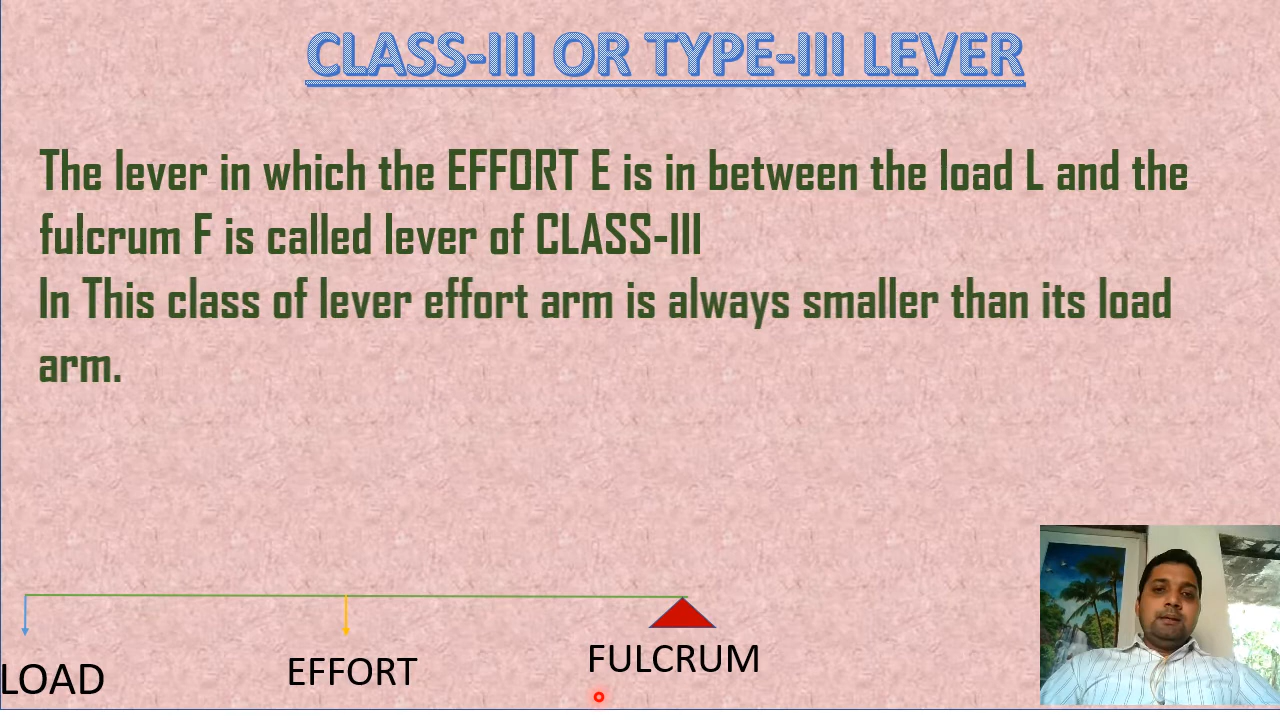 CLASS-III OR TYPE-III LEVER
The lever in which the EFFORT E is in between the load L and the
fulcrum F is called lever of CLASS-III
In This class of lever effort arm is always smaller than its load
arm.
LOAD
EFFORT
FULCRUM